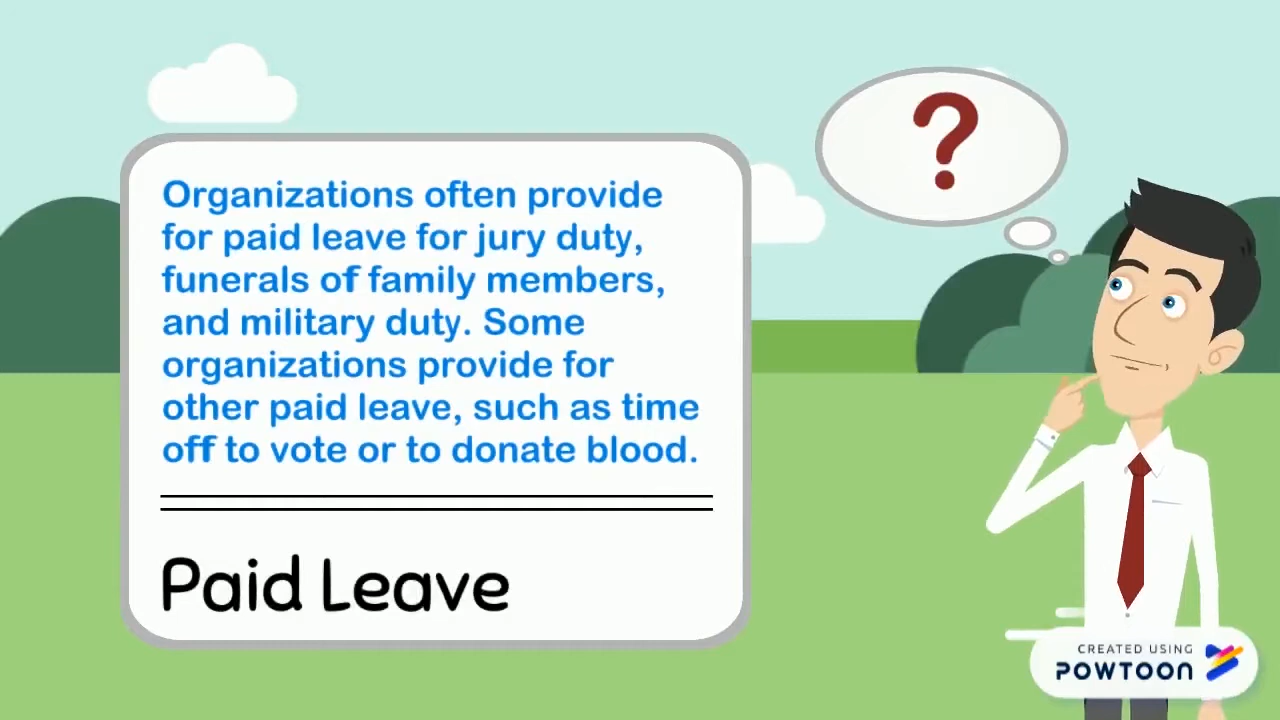 Organizations often provide
for paid leave for jury duty,
funerals of family members,
and military duty. Some
organizations provide for
other paid leave, such as time
off to vote or to donate blood.
Paid Leave
?
CREATED USING
POWTOON